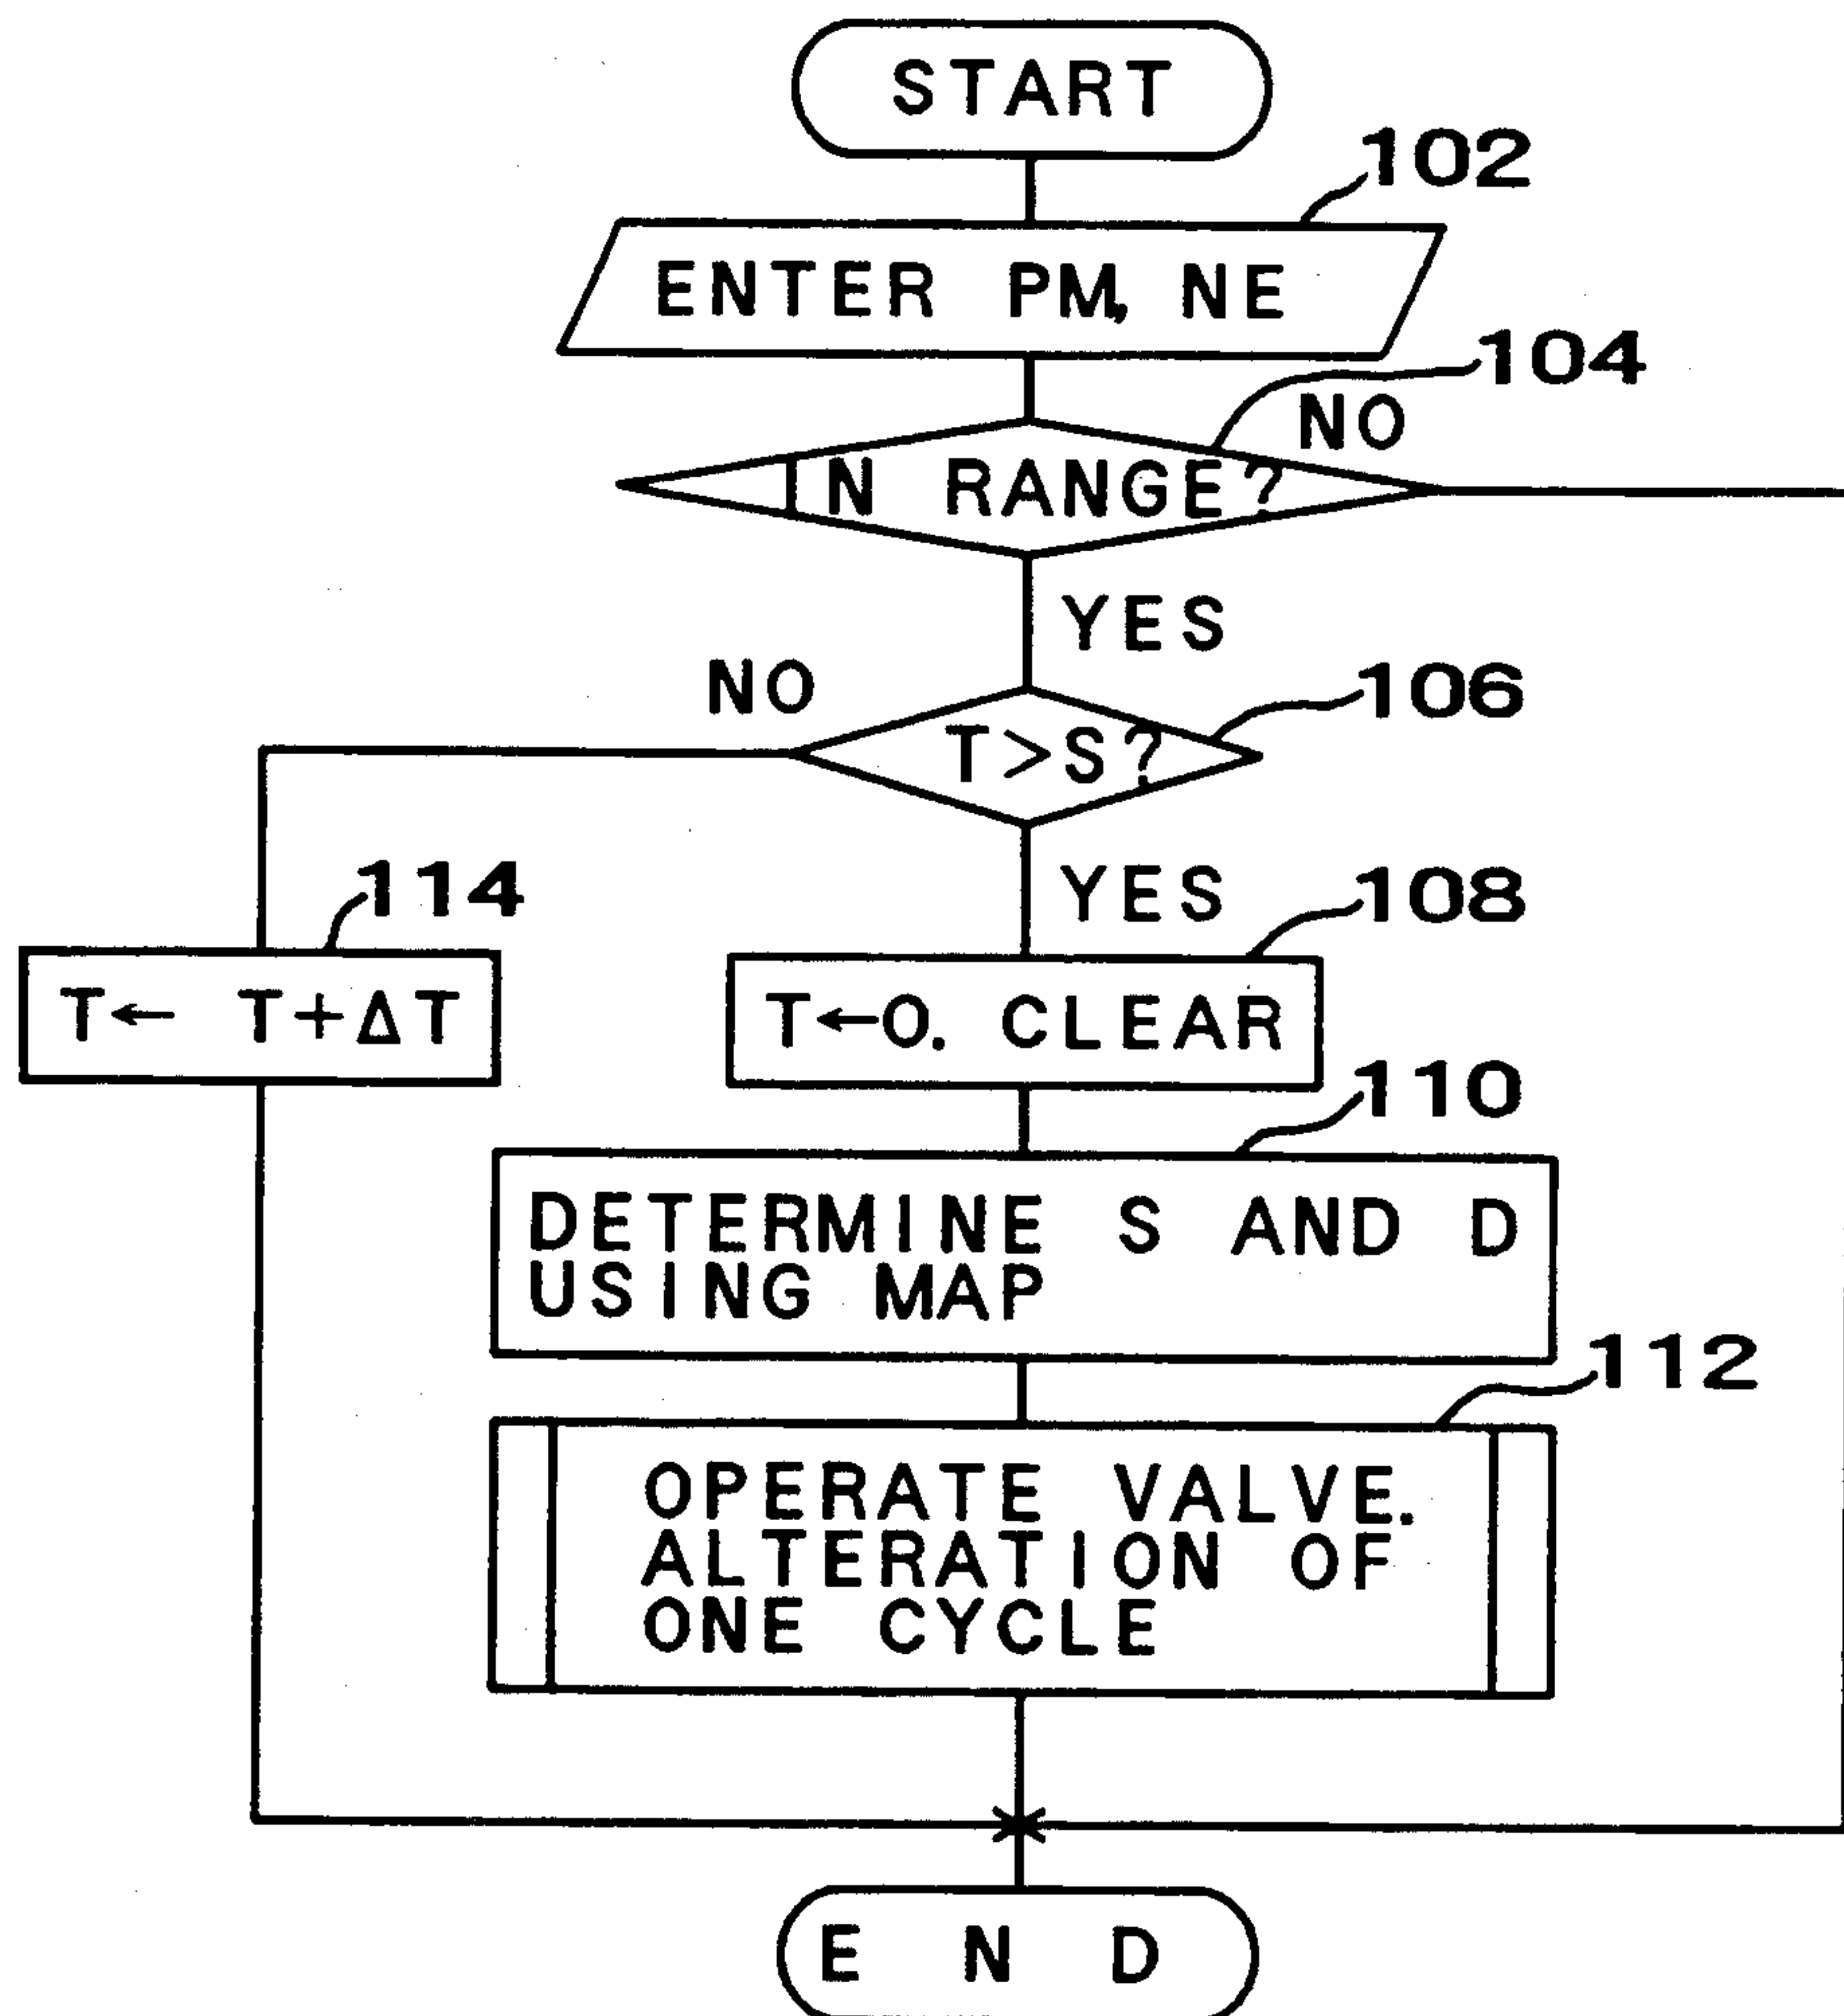 START
102
ENTER PM, NE
104
NO
IN RANGE?
YES
NO
106
T>S?
114
YES
108
T← T+ΔT
T←0. CLEAR
110
DETERMINE S AND D
USING MAP
112
OPERATE VALVE.
ALTERATION OF
ONE CYCLE
END